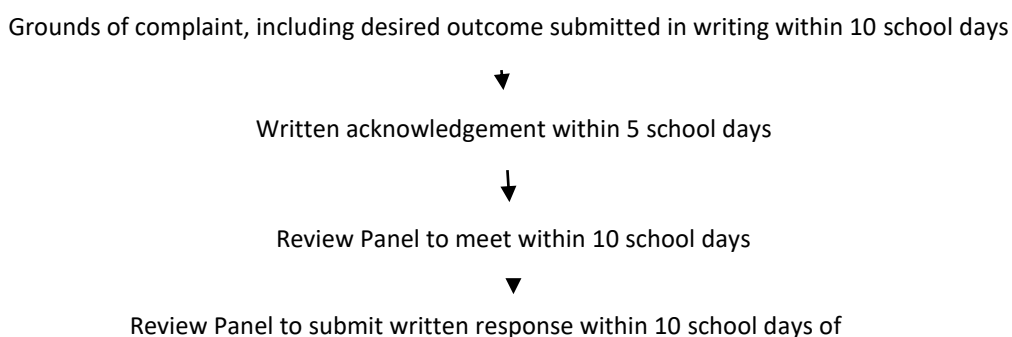 Grounds of complaint, including desired outcome submitted in writing within 10 school days
Written acknowledgement within 5 school days
Review Panel to meet within 10 school days
Review Panel to submit written response within 10 school days of